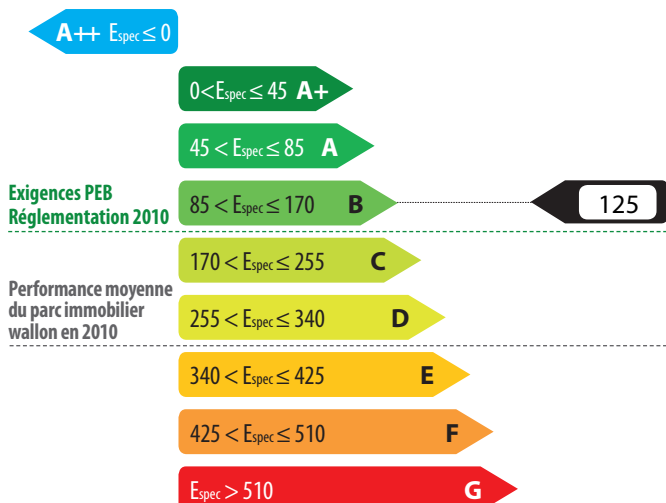 A++ Espec ≤ 0
0<Espec ≤ 45 A+
45 < Espec ≤ 85 A
Exigences PEB
Réglementation 2010
85 < Espec ≤ 170 B
125
170 < Espec ≤ 255 C
Performance moyenne
du parc immobilier
wallon en 2010
255 < Espec ≤ 340 D
340 < Espec ≤ 425 E
425 < Espec ≤ 510 F
Espec > 510 G